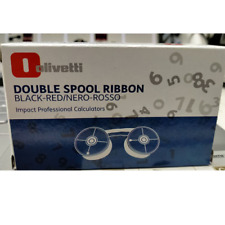 olivetti
DOUBLE SPOOL RIBBON
BLACK-RED/NERO-ROSSO
Impact Professional Calculators